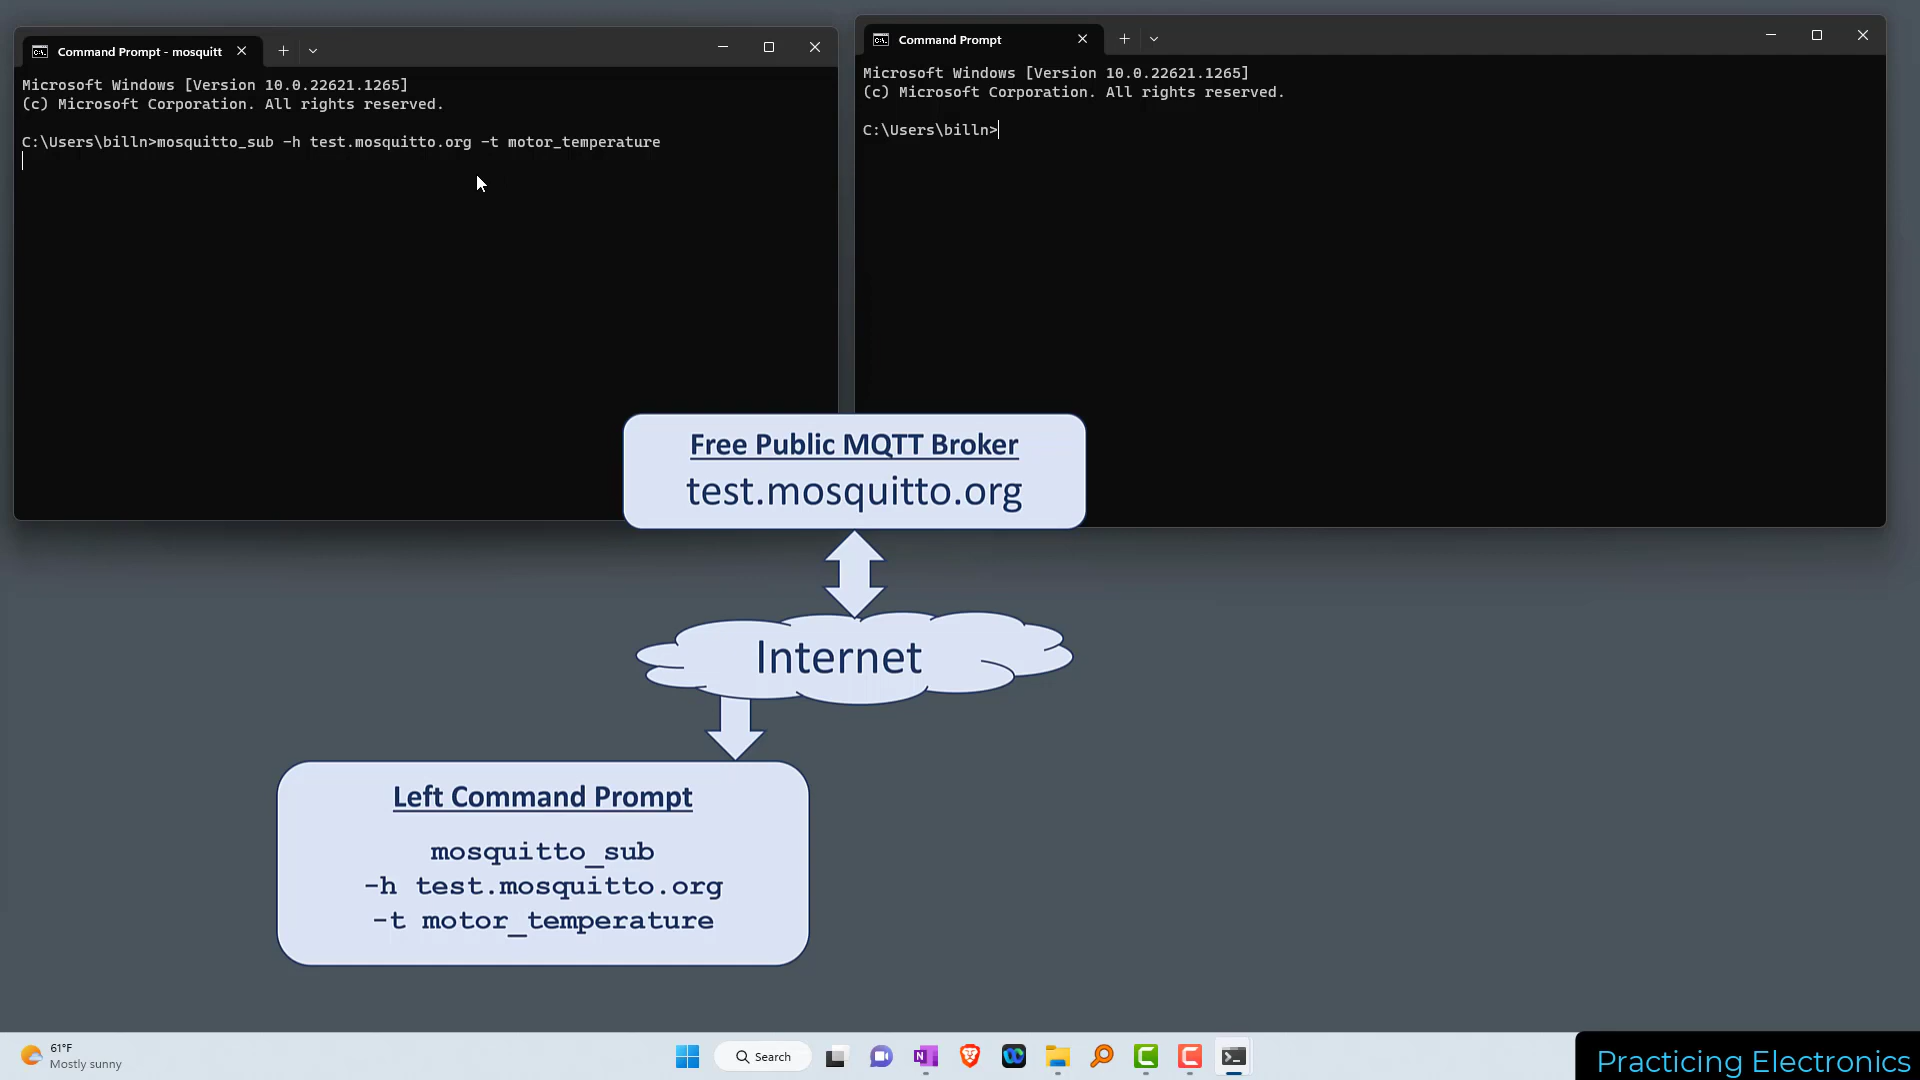 Command Prompt - mosquitt
Microsoft Windows [Version 10.0.22621.1265]
(c) Microsoft Corporation. All rights reserved.
C:\Users\billn>mosquitto_sub -h test.mosquitto.org -t motor_temperature
Command Prompt
Microsoft Windows [Version 10.0.22621.1265]
(c) Microsoft Corporation. All rights reserved.
C:\Users\billn>
Free Public MQTT Broker
test.mosquitto.org
Internet
Left Command Prompt
mosquitto_sub
-h test.mosquitto.org
-t motor_temperature
61°F
Mostly sunny
Search
Practicing Electronics